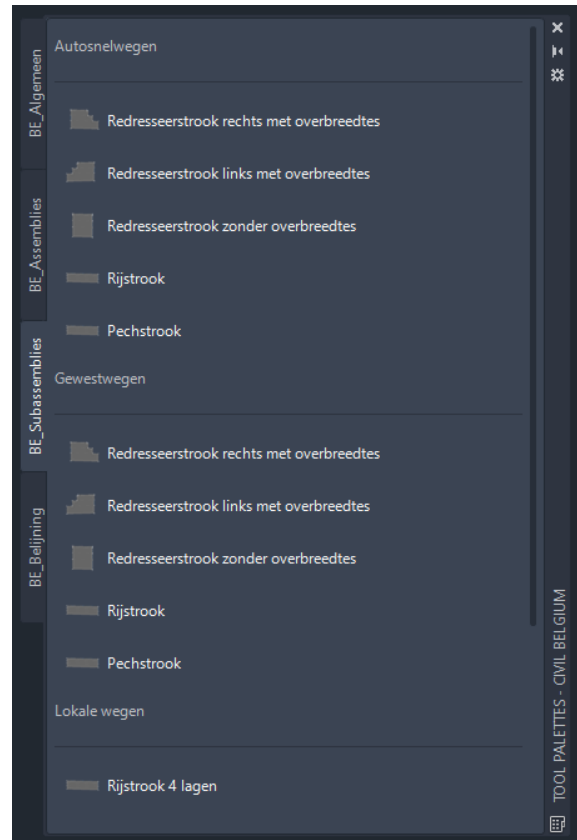 BE_Algemeen
BE_Assemblies
BE_Subassemblies
BE_Belijning
Autosnelwegen
Redresseerstrook rechts met overbreedtes
Redresseerstrook links met overbreedtes
Redresseerstrook zonder overbreedtes
Rijstrook
Pechstrook
Gewestwegen
Redresseerstrook rechts met overbreedtes
Redresseerstrook links met overbreedtes
Redresseerstrook zonder overbreedtes
Rijstrook
Pechstrook
Lokale wegen
Rijstrook 4 lagen
TOOL PALETTES - CIVIL BELGIUM